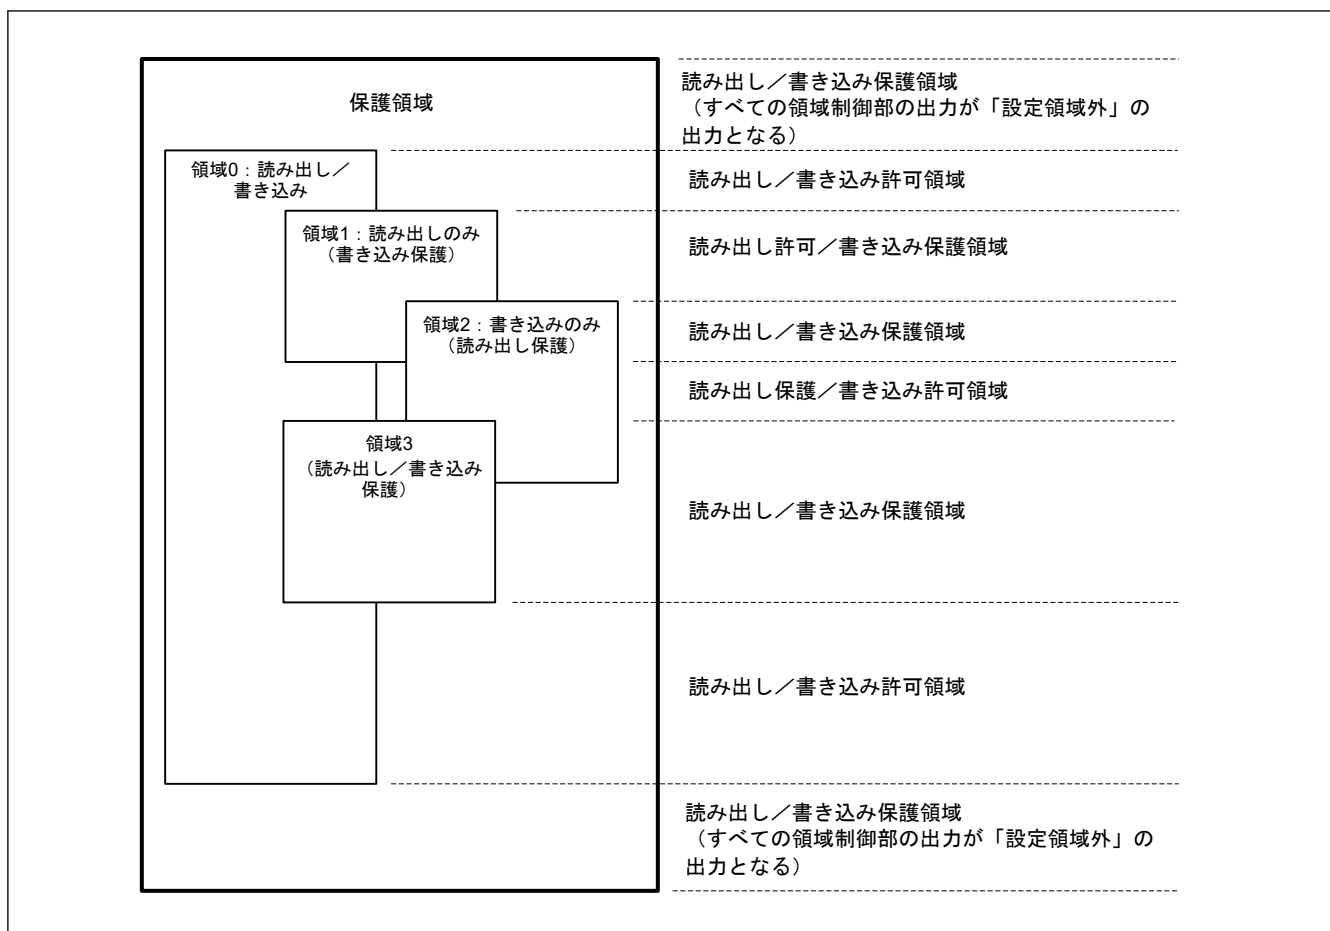 保護領域
読み出し／書き込み保護領域
（すべての領域制御部の出力が「設定領域外」の
出力となる）
領域0：読み出し／
書き込み
読み出し／書き込み許可領域
領域1：読み出しのみ
（書き込み保護）
読み出し許可／書き込み保護領域
領域2：書き込みのみ
（読み出し保護）
読み出し／書き込み保護領域
読み出し保護／書き込み許可領域
領域3
（読み出し／書き込み
保護）
読み出し／書き込み保護領域
読み出し／書き込み許可領域
読み出し／書き込み保護領域
（すべての領域制御部の出力が「設定領域外」の
出力となる）